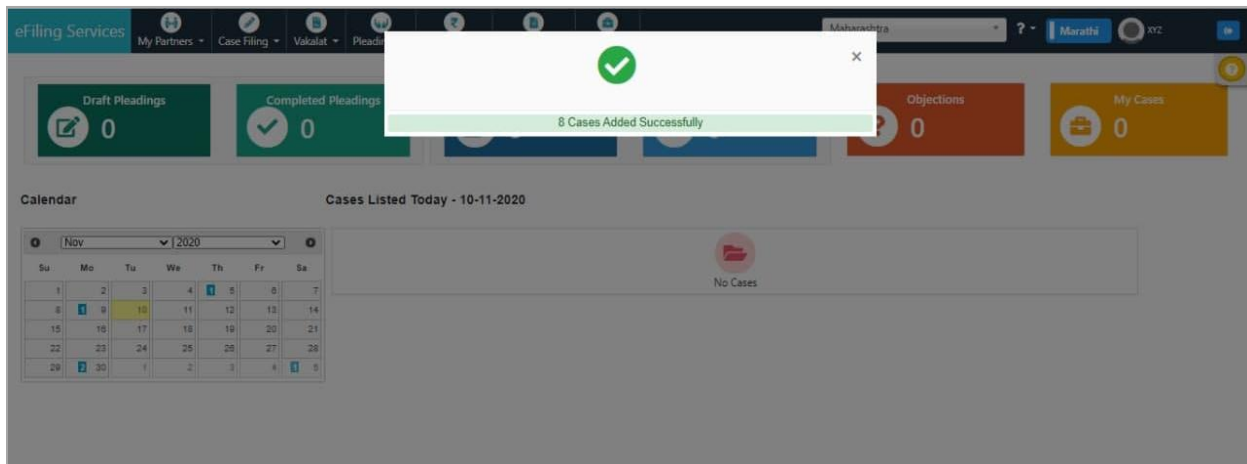 eFiling Services
My Partners
Case Filing
Vakalat
Maharashtra
?
Marathi
XYZ
×
8 Cases Added Successfully
Draft Pleadings
0
Completed Pleadings
0
Objections
0
My Cases
0
Calendar
Cases Listed Today - 10-11-2020
Nov 2020
Su Mo Tu We Th Fr Sa
1 2 3 4 1 5 6 7
8 1 9 10 11 12 13 14
15 16 17 18 19 20 21
22 23 24 25 26 27 28
29 2 30 1 2 3 4 1 5
No Cases